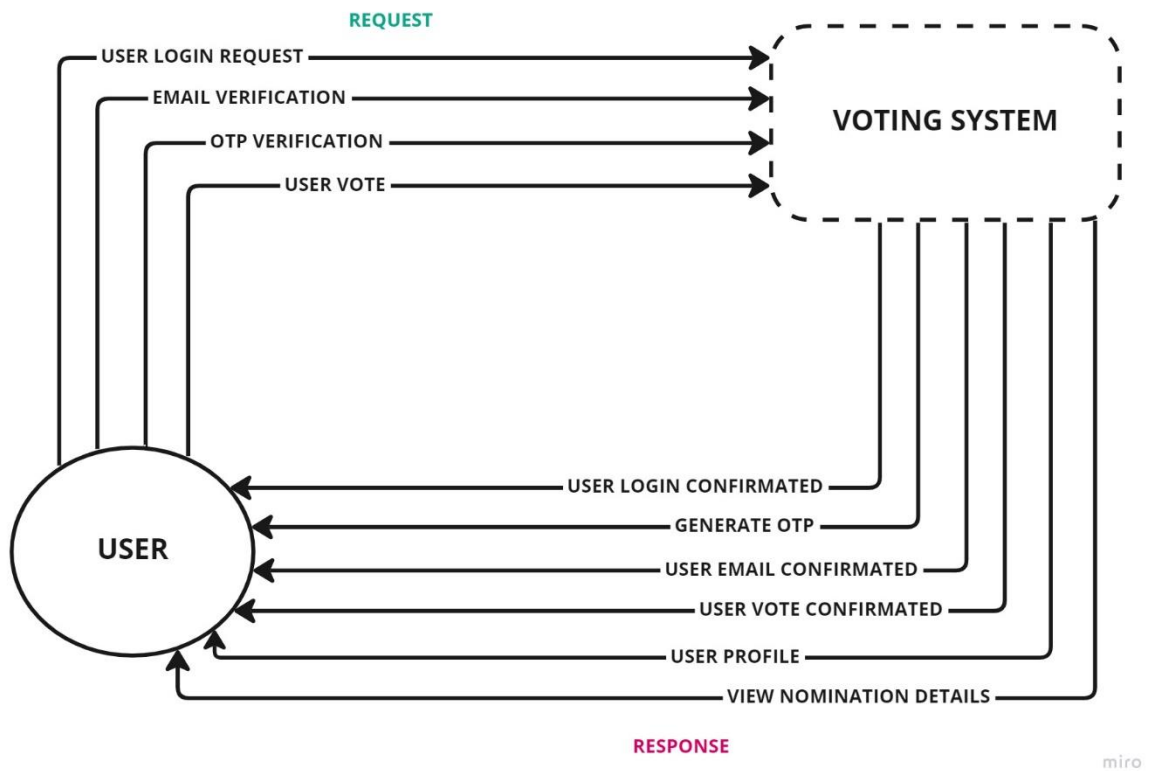 REQUEST
USER LOGIN REQUEST
EMAIL VERIFICATION
VOTING SYSTEM
OTP VERIFICATION
USER VOTE
USER LOGIN CONFIRMATED
GENERATE OTP
USER
USER EMAIL CONFIRMATED
USER VOTE CONFIRMATED
USER PROFILE
VIEW NOMINATION DETAILS
RESPONSE
miro